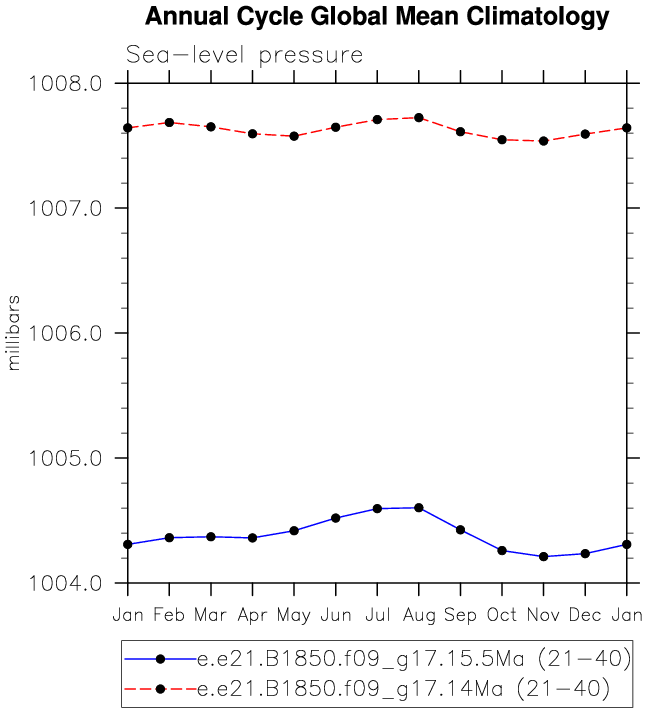 Annual Cycle Global Mean Climatology
Sea-level pressure
1008.0
1007.0
1006.0
1005.0
1004.0
millibars
Jan Feb Mar Apr May Jun Jul Aug Sep Oct Nov Dec Jan
e.e21.B1850.f09_g17.15.5Ma (21-40)
e.e21.B1850.f09_g17.14Ma (21-40)